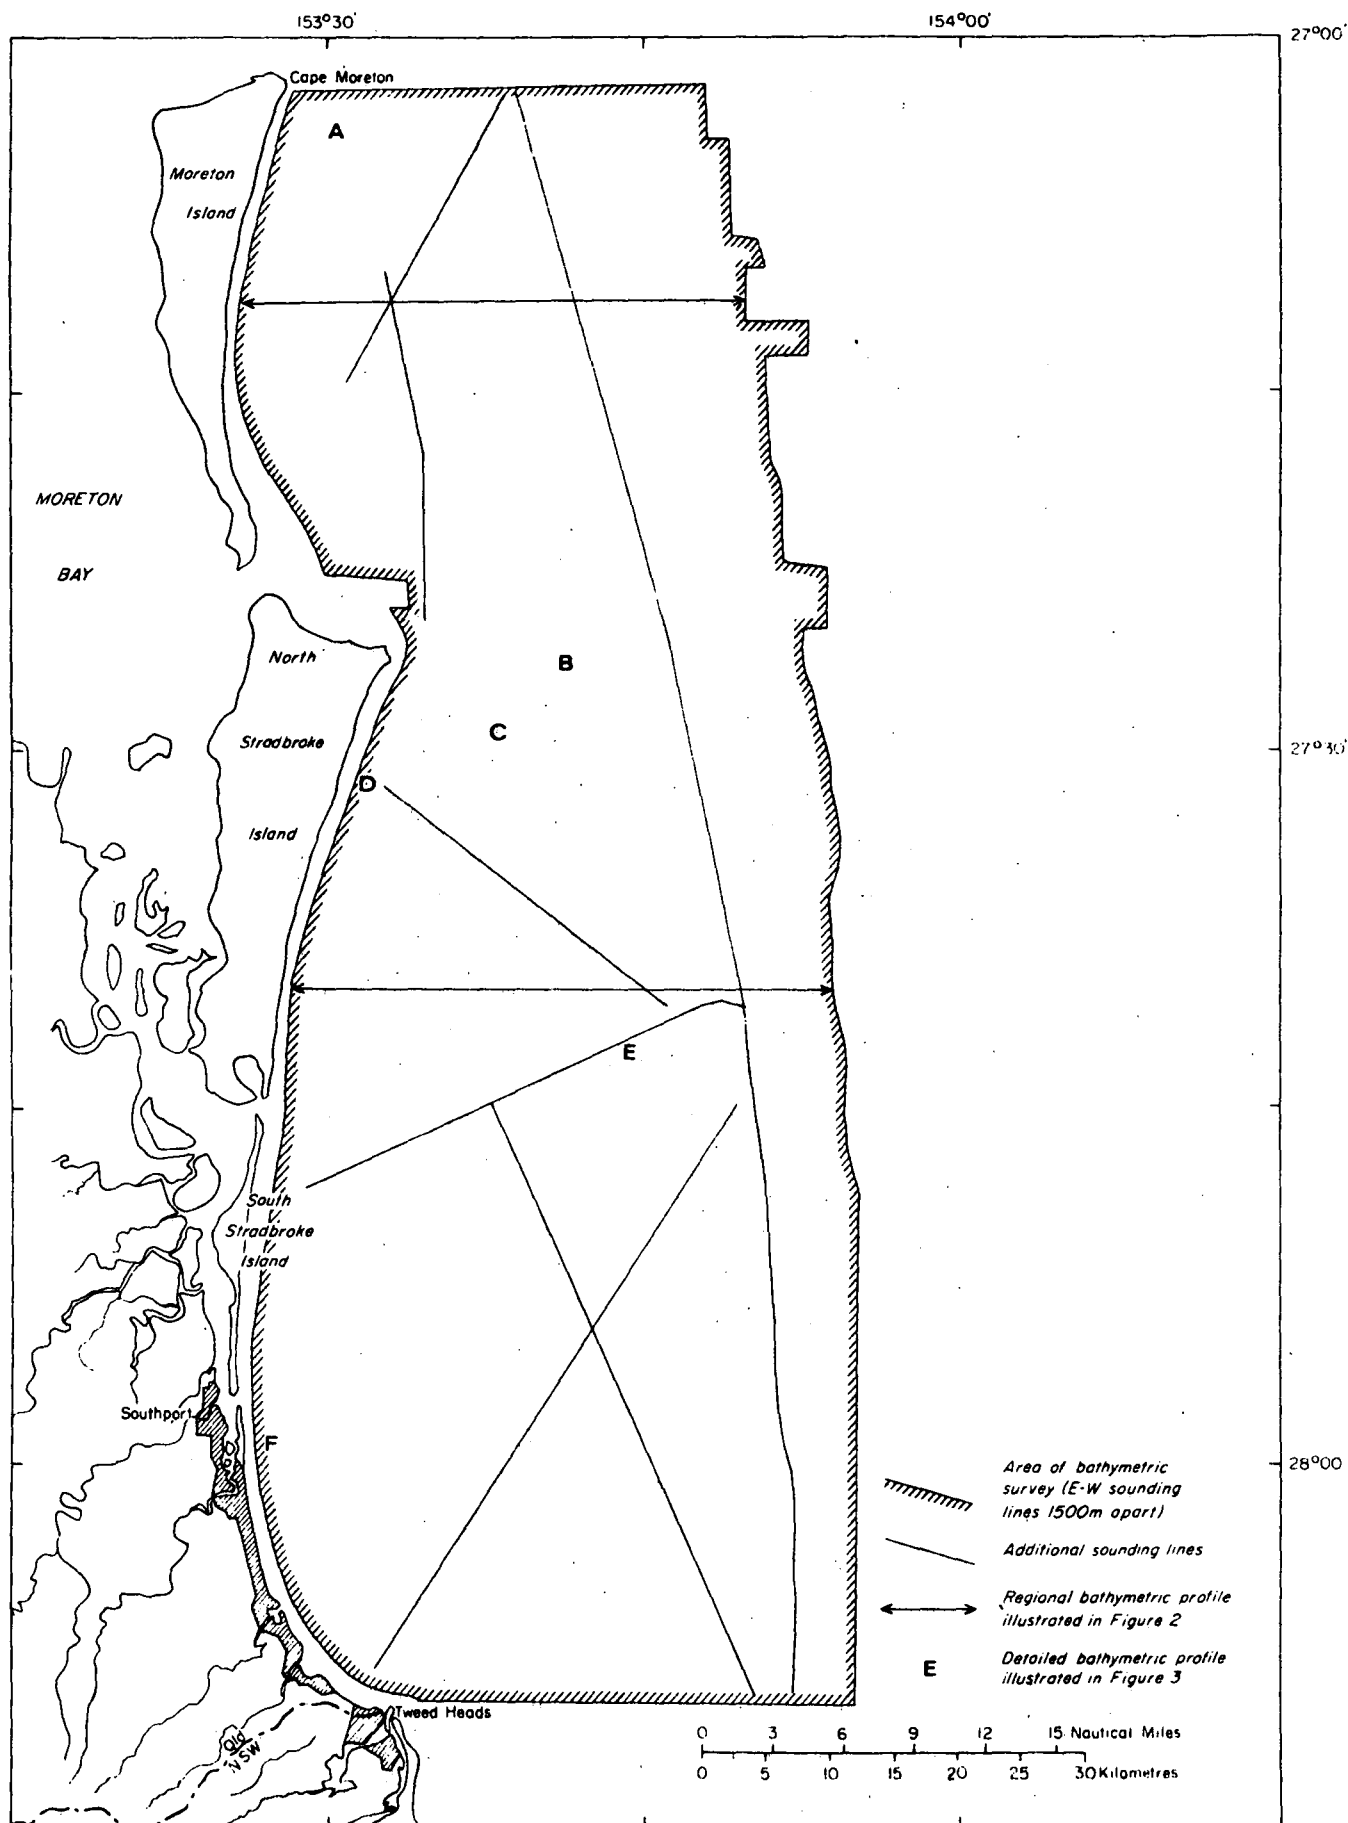 153°30'
154°00'
27°00'
Cape Moreton
A
Moreton
Island
MORETON
BAY
North
B
C
Stradbroke
27°30'
D
Island
E
South
Stradbroke
Island
Southport
F
28°00'
Area of bathymetric
survey (E-W sounding
lines 1500m apart)
Additional sounding lines
Regional bathymetric profile
illustrated in Figure 2
E
Detailed bathymetric profile
illustrated in Figure 3
Tweed Heads
Qld
NSW
0 3 6 9 12 15 Nautical Miles
0 5 10 15 20 25 30 Kilometres